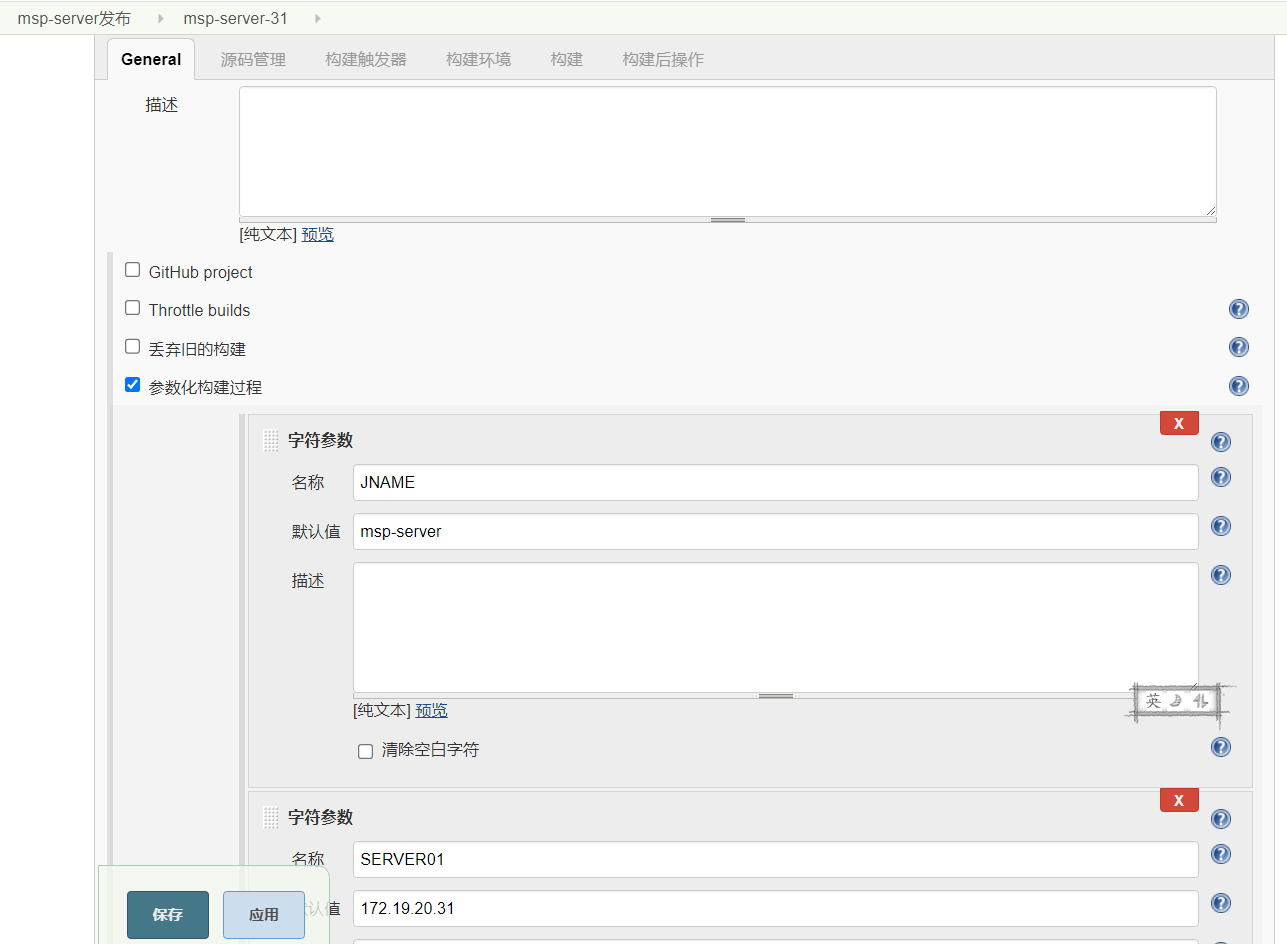 msp-server发布 msp-server-31
General 源码管理 构建触发器 构建环境 构建 构建后操作
描述
[纯文本] 预览
GitHub project
Throttle builds
丢弃旧的构建
参数化构建过程
X
字符参数
名称 JNAME
默认值 msp-server
描述
英
[纯文本] 预览
清除空白字符
X
字符参数
名称 SERVER01
默认值 172.19.20.31
保存 应用